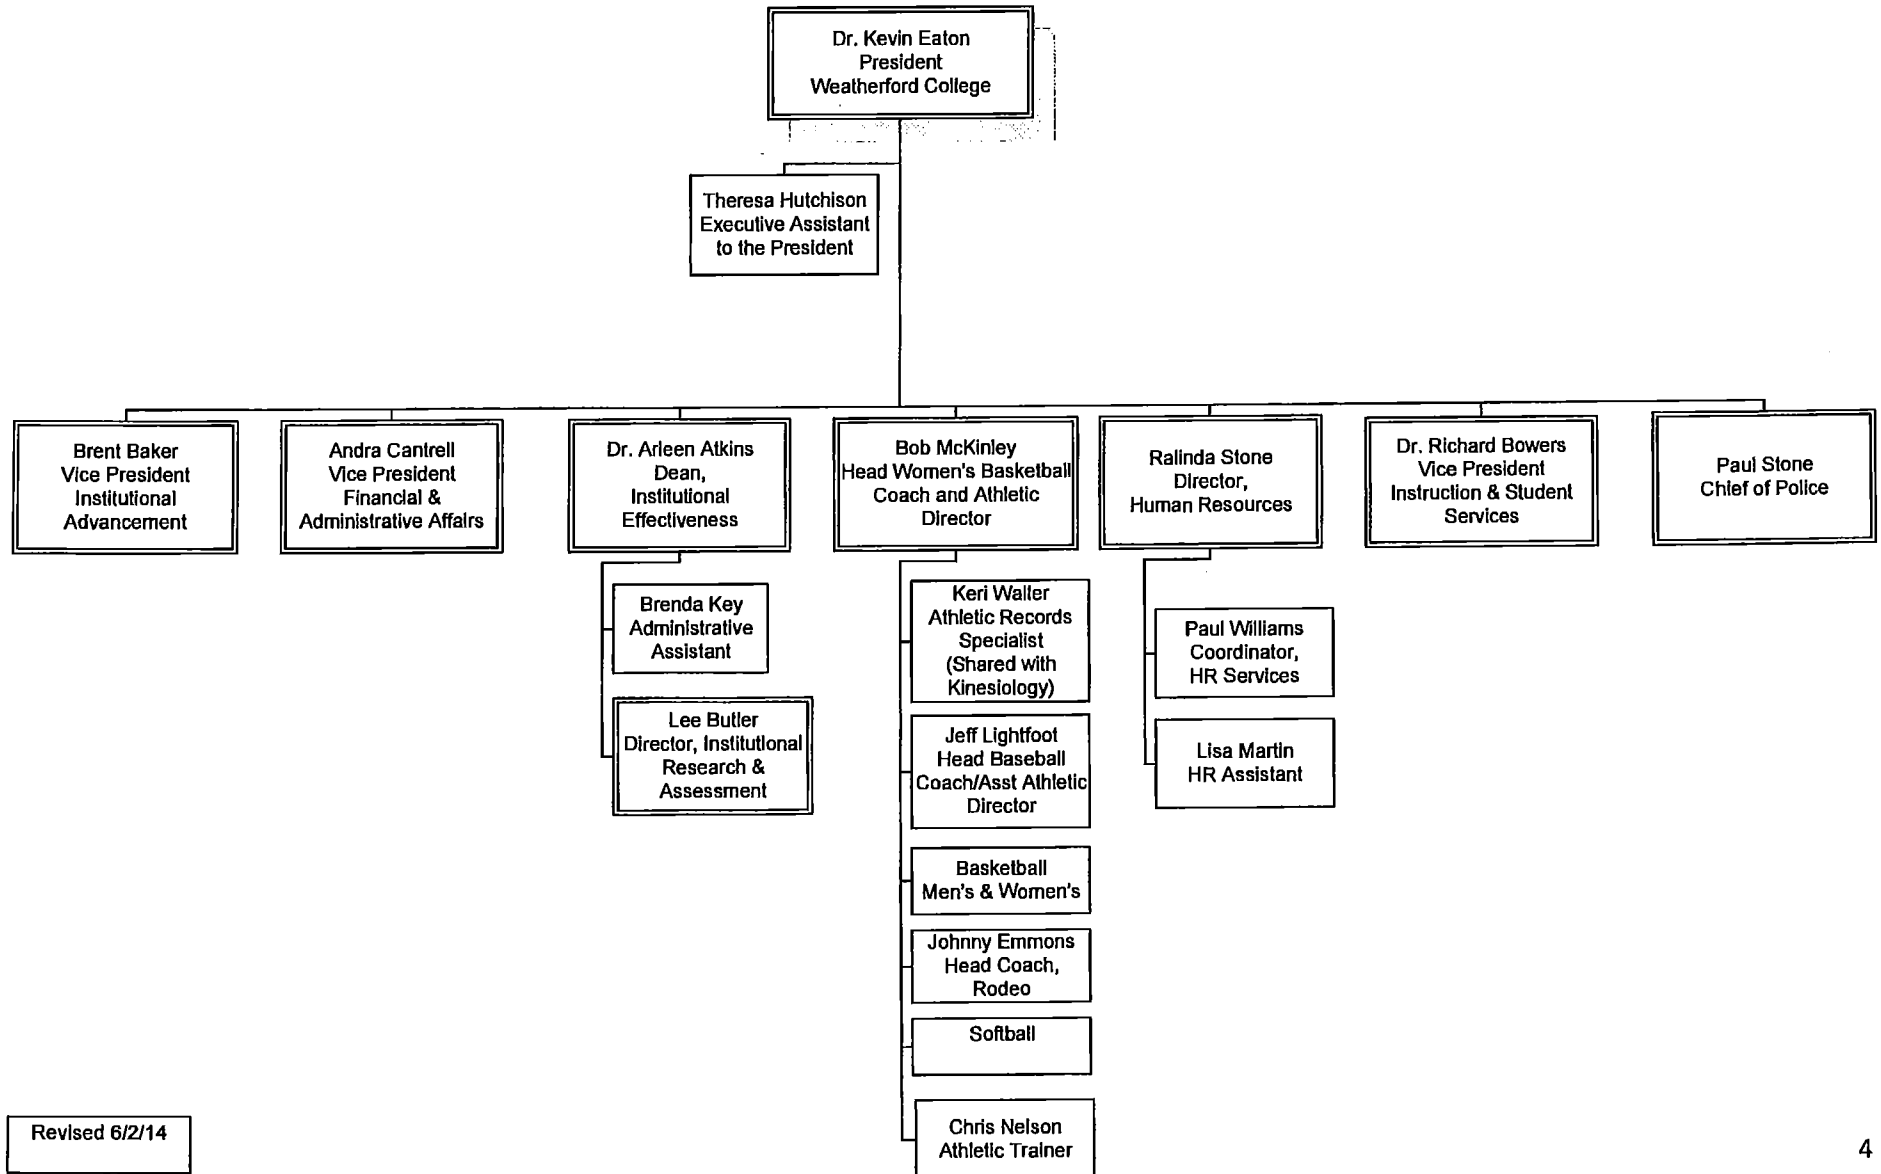 Dr. Kevin Eaton
President
Weatherford College
Theresa Hutchison
Executive Assistant
to the President
Brent Baker
Vice President
Institutional
Advancement
Andra Cantrell
Vice President
Financial &
Administrative Affairs
Dr. Arleen Atkins
Dean,
Institutional
Effectiveness
Bob McKinley
Head Women's Basketball
Coach and Athletic
Director
Ralinda Stone
Director,
Human Resources
Dr. Richard Bowers
Vice President
Instruction & Student
Services
Paul Stone
Chief of Police
Brenda Key
Administrative
Assistant
Lee Butler
Director, Institutional
Research &
Assessment
Keri Waller
Athletic Records
Specialist
(Shared with
Kinesiology)
Jeff Lightfoot
Head Baseball
Coach/Asst Athletic
Director
Basketball
Men's & Women's
Johnny Emmons
Head Coach,
Rodeo
Softball
Chris Nelson
Athletic Trainer
Paul Williams
Coordinator,
HR Services
Lisa Martin
HR Assistant
Revised 6/2/14
4